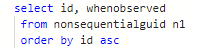 select id, whenobserved
from nonsequentialguid n1
order by id asc